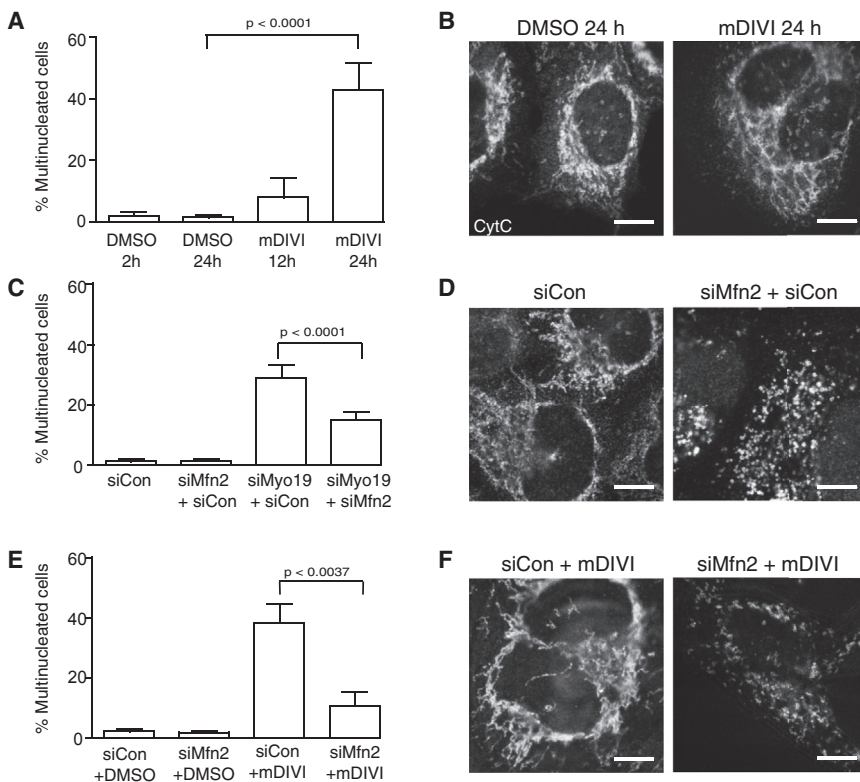 A
p < 0.0001
% Multinucleated cells
60
40
20
0
DMSO 2h
DMSO 24h
mDIVI 12h
mDIVI 24h
B
DMSO 24 h
mDIVI 24 h
CytC
C
p < 0.0001
% Multinucleated cells
60
40
20
0
siCon
siMfn2 + siCon
siMyo19 + siCon
siMyo19 + siMfn2
D
siCon
siMfn2 + siCon
E
p < 0.0037
% Multinucleated cells
60
40
20
0
siCon +DMSO
siMfn2 +DMSO
siCon +mDIVI
siMfn2 +mDIVI
F
siCon + mDIVI
siMfn2 + mDIVI